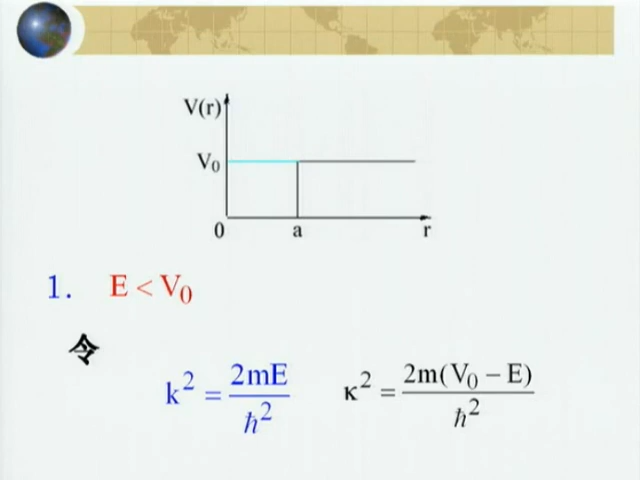 V(r)
V₀
0 a r
1. E < V₀
令
k² = 2mE/ħ² κ² = 2m(V₀ − E)/ħ²